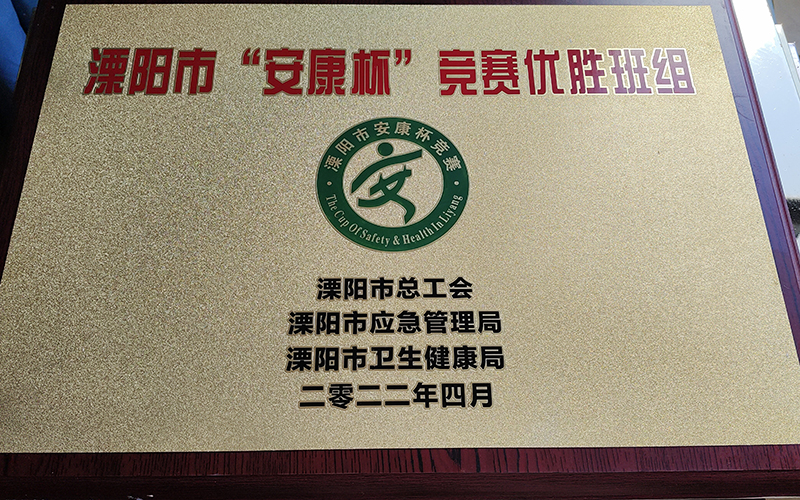 溧阳市“安康杯”竞赛优胜班组
溧阳市安康杯竞赛
The Cup Of Safety & Health In Liyang
溧阳市总工会
溧阳市应急管理局
溧阳市卫生健康局
二零二二年四月